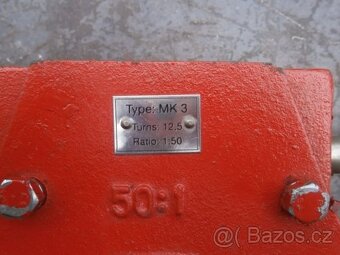 Type: MK 3
Turns: 12.5
Ratio: 1:50
50:1
Bazos.cz